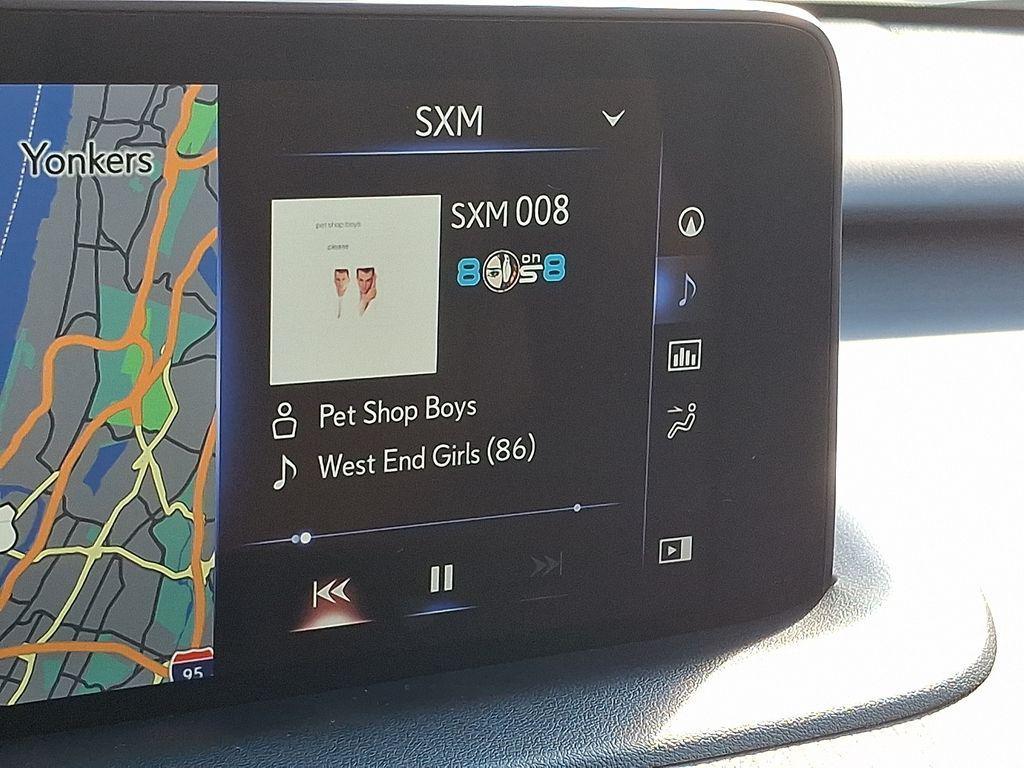 SXM
Yonkers
SXM 008
pet shop boys
please
80s on 8
Pet Shop Boys
West End Girls (86)
95